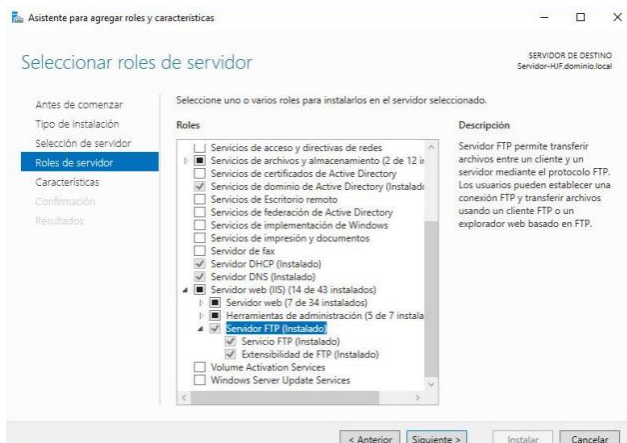 Asistente para agregar roles y características
Seleccionar roles de servidor
SERVIDOR DE DESTINO
Servidor-HJF.dominio.local
Antes de comenzar
Tipo de instalación
Selección de servidor
Roles de servidor
Características
Confirmación
Resultados
Seleccione uno o varios roles para instalarlos en el servidor seleccionado.
Roles
Servicios de acceso y directivas de redes
Servicios de archivos y almacenamiento (2 de 12 in
Servicios de certificados de Active Directory
Servicios de dominio de Active Directory (Instalado
Servicios de Escritorio remoto
Servicios de federación de Active Directory
Servicios de implementación de Windows
Servicios de impresión y documentos
Servidor de fax
Servidor DHCP (Instalado)
Servidor DNS (Instalado)
Servidor web (IIS) (14 de 43 instalados)
Servidor web (7 de 34 instalados)
Herramientas de administración (5 de 7 instala
Servidor FTP (Instalado)
Servicio FTP (Instalado)
Extensibilidad de FTP (Instalado)
Volume Activation Services
Windows Server Update Services
Descripción
Servidor FTP permite transferir
archivos entre un cliente y un
servidor mediante el protocolo FTP.
Los usuarios pueden establecer una
conexión FTP y transferir archivos
usando un cliente FTP o un
explorador web basado en FTP.
< Anterior
Siguiente >
Instalar
Cancelar